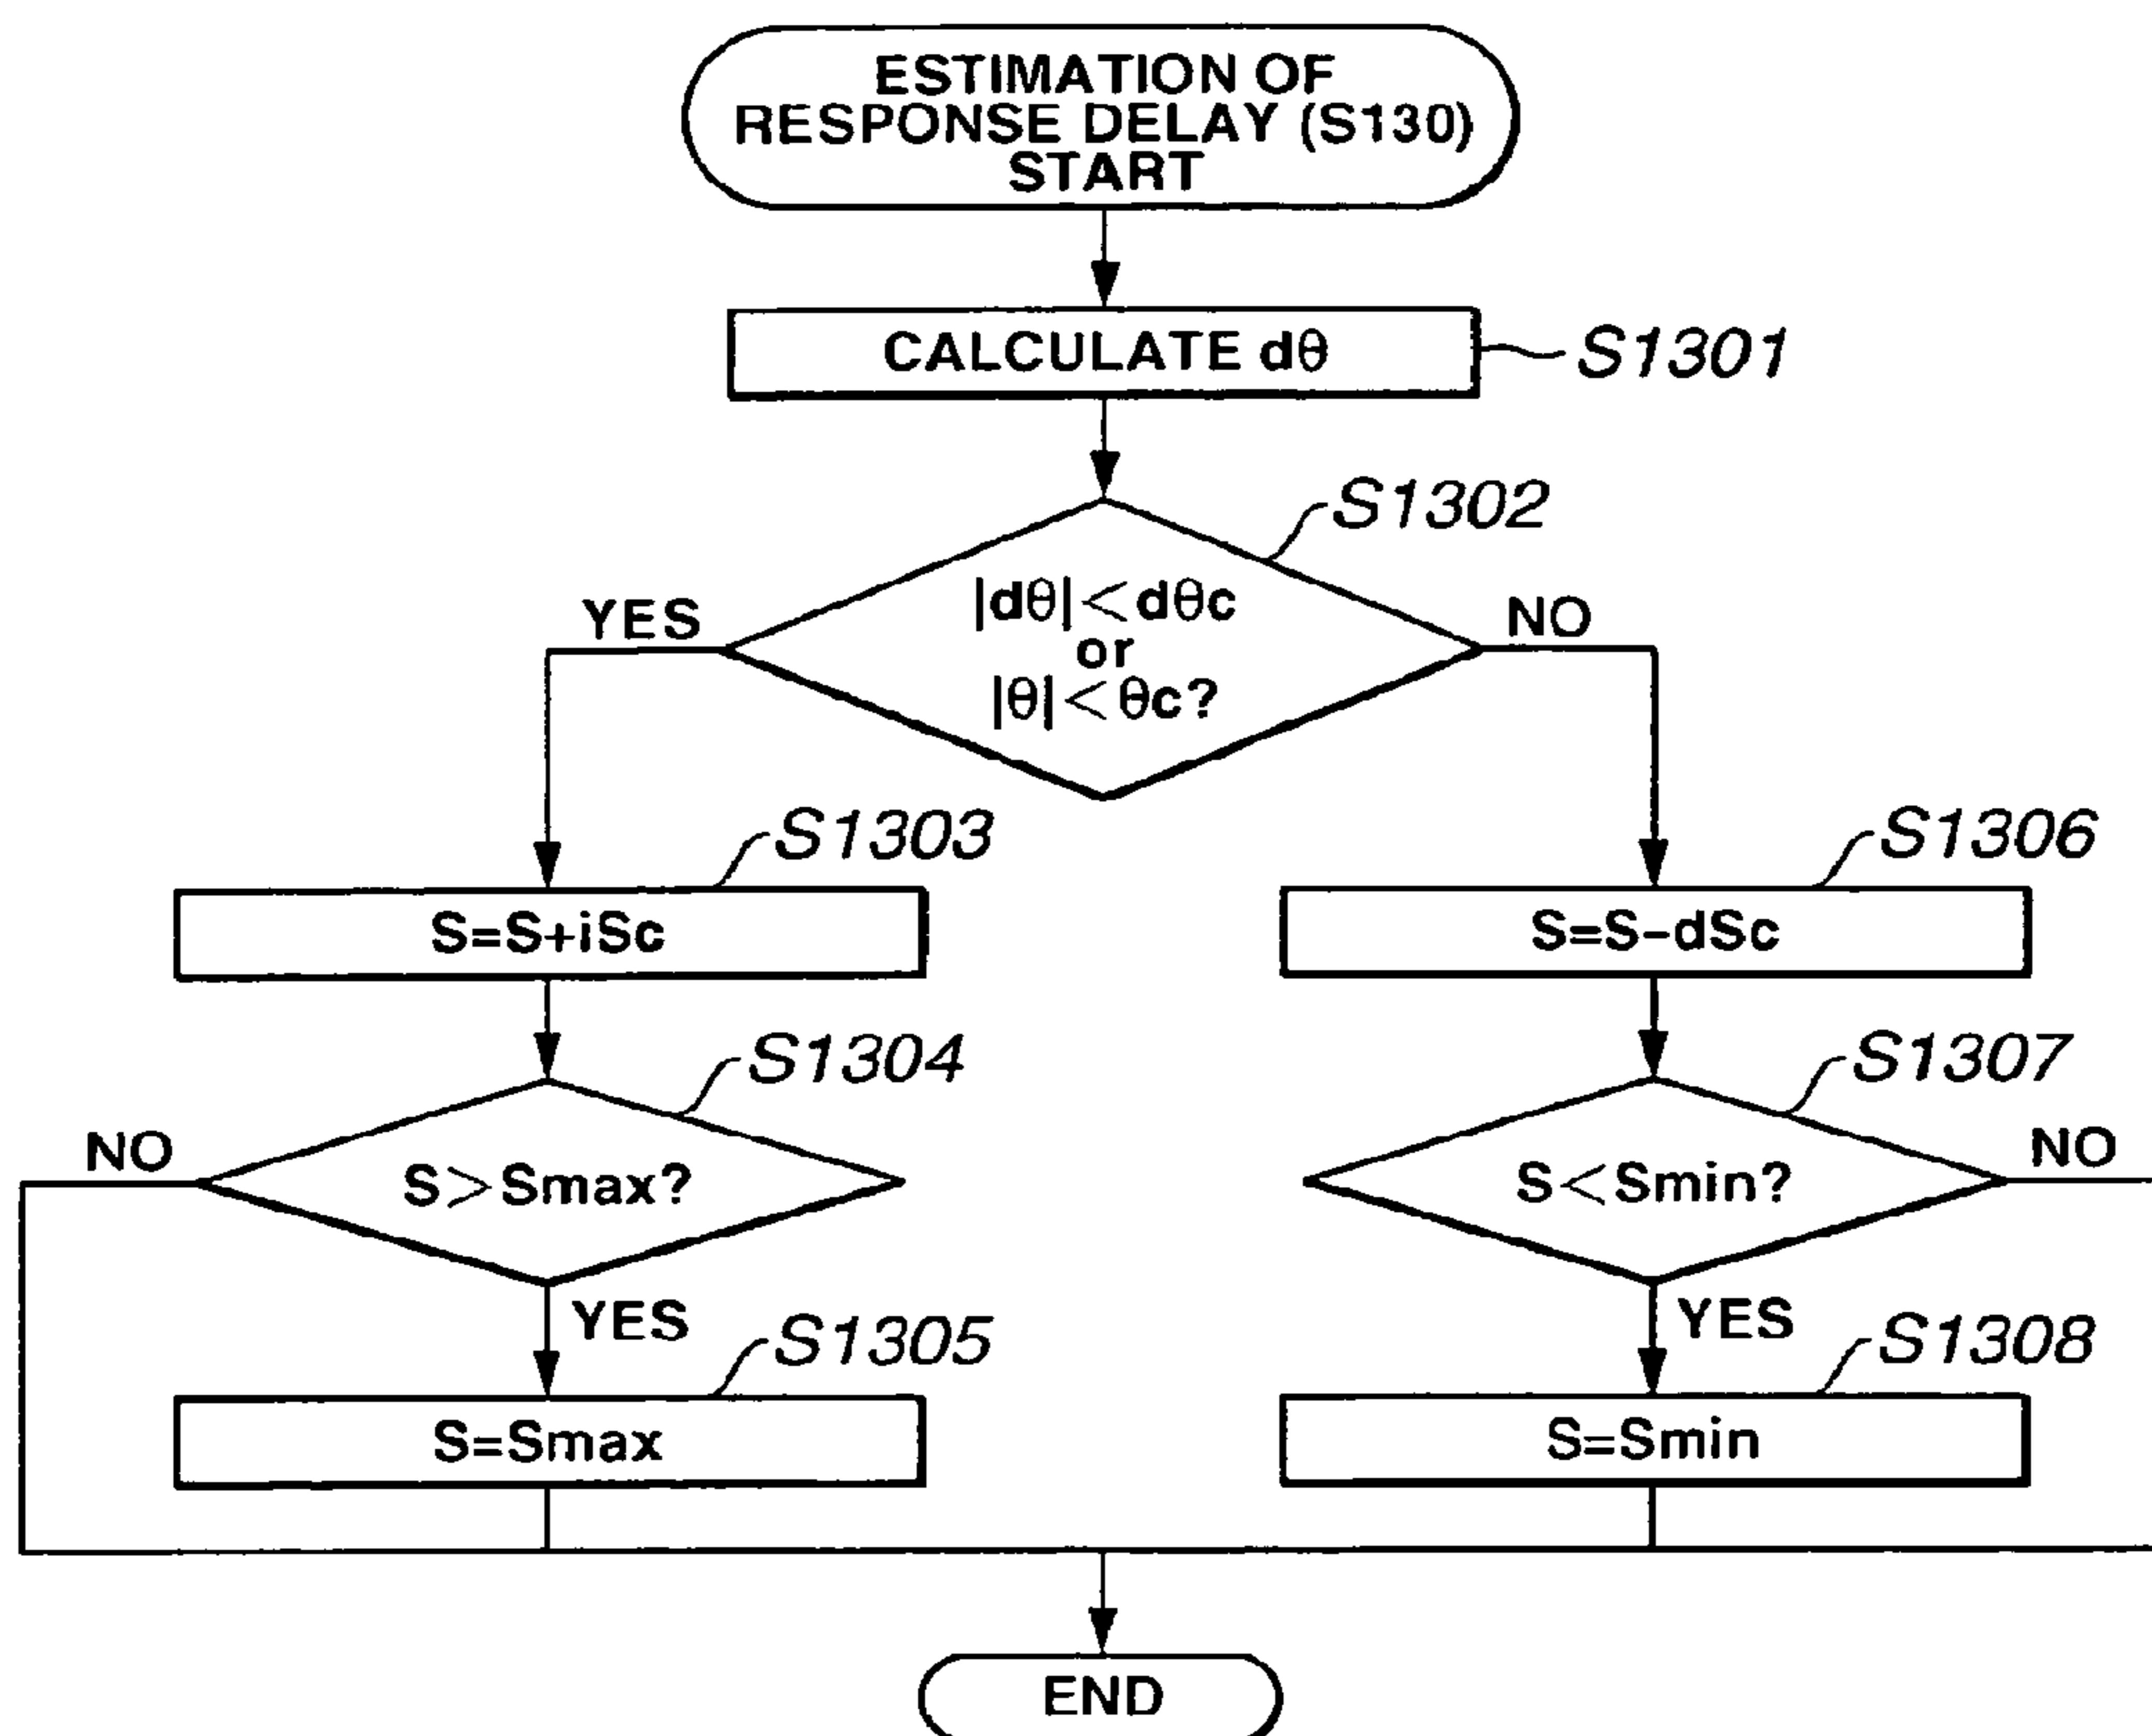 ESTIMATION OF
RESPONSE DELAY (S130)
START
CALCULATE dθ
S1301
S1302
|dθ|<dθc
or
|θ|<θc?
YES
NO
S1303
S=S+iSc
S1306
S=S-dSc
S1304
S>Smax?
NO
YES
S1307
S<Smin?
NO
YES
S1305
S=Smax
S1308
S=Smin
END